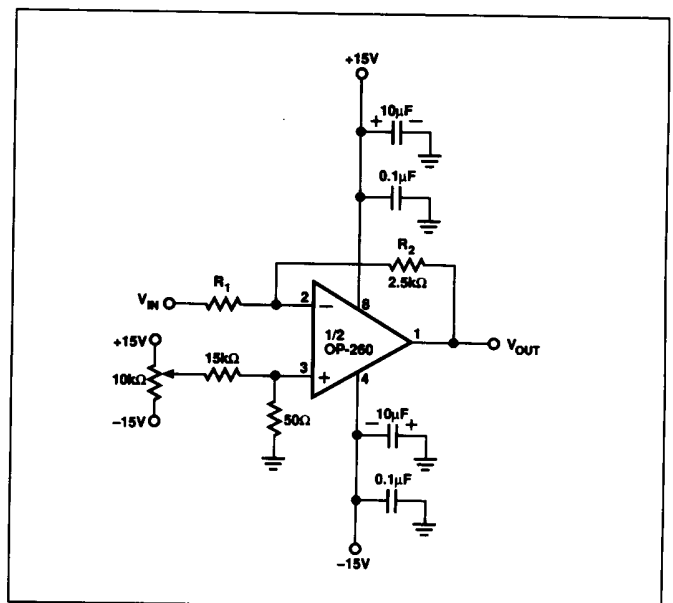 +15V
+ 10µF −
0.1µF
R2
2.5kΩ
R1
VIN
2
−
8
1/2
OP-260
1
VOUT
+15V
15kΩ
3
+
10kΩ
4
−15V
50Ω
− 10µF +
0.1µF
−15V